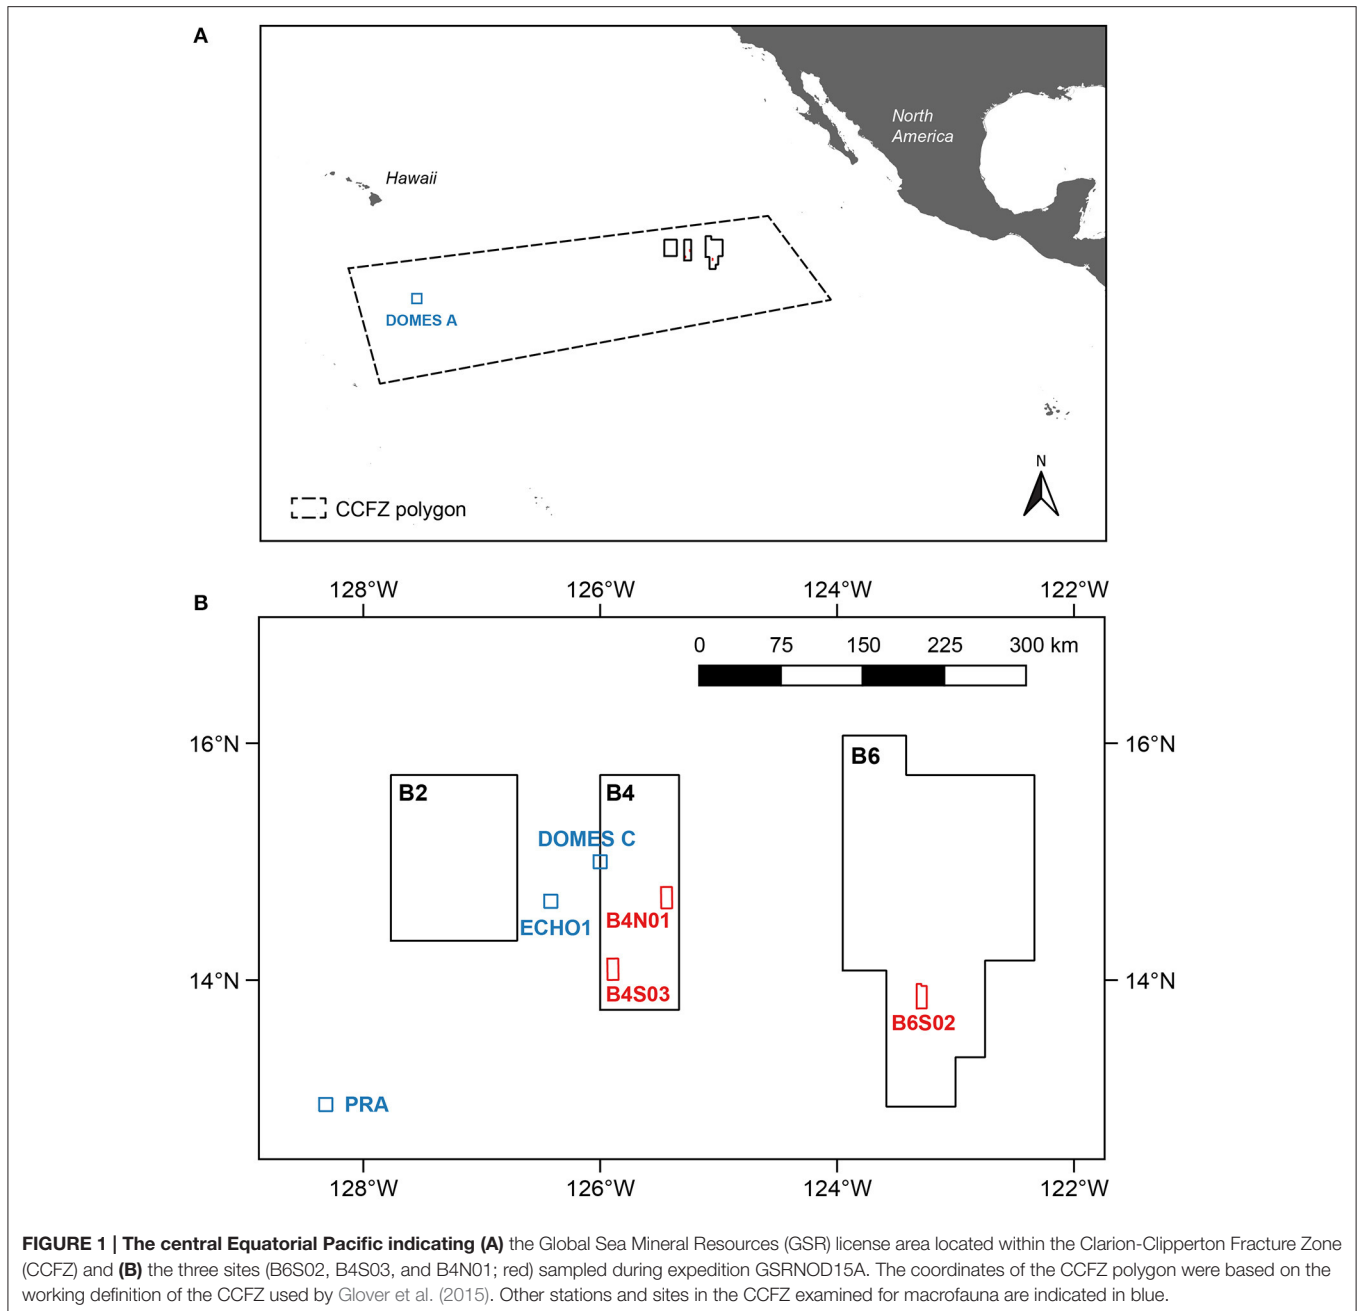 A
North
America
Hawaii
DOMES A
N
CCFZ polygon
B
128°W 126°W 124°W 122°W
0 75 150 225 300 km
16°N 16°N
B6
B2 B4
DOMES C
B4N01
ECHO1
14°N 14°N
B4S03
B6S02
PRA
128°W 126°W 124°W 122°W
FIGURE 1 | The central Equatorial Pacific indicating (A) the Global Sea Mineral Resources (GSR) license area located within the Clarion-Clipperton Fracture Zone
(CCFZ) and (B) the three sites (B6S02, B4S03, and B4N01; red) sampled during expedition GSRNOD15A. The coordinates of the CCFZ polygon were based on the
working definition of the CCFZ used by Glover et al. (2015). Other stations and sites in the CCFZ examined for macrofauna are indicated in blue.